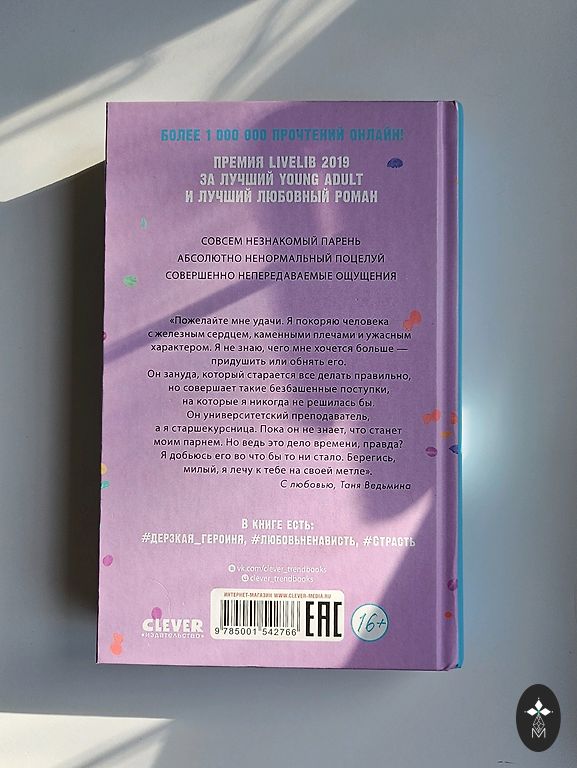 БОЛЕЕ 1 000 000 ПРОЧТЕНИЙ ОНЛАЙН!
ПРЕМИЯ LIVELIB 2019
ЗА ЛУЧШИЙ YOUNG ADULT
И ЛУЧШИЙ ЛЮБОВНЫЙ РОМАН
СОВСЕМ НЕЗНАКОМЫЙ ПАРЕНЬ
АБСОЛЮТНО НЕНОРМАЛЬНЫЙ ПОЦЕЛУЙ
СОВЕРШЕННО НЕПЕРЕДАВАЕМЫЕ ОЩУЩЕНИЯ
«Пожелайте мне удачи. Я покоряю человека
с железным сердцем, каменными плечами и ужасным
характером. Я не знаю, чего мне хочется больше —
придушить или обнять его.
Он зануда, который старается все делать правильно,
но совершает такие безбашенные поступки,
на которые я никогда не решилась бы.
Он университетский преподаватель,
а я старшекурсница. Пока он не знает, что станет
моим парнем. Но ведь это дело времени, правда?
Я добьюсь его во что бы то ни стало. Берегись,
милый, я лечу к тебе на своей метле».
С любовью, Таня Ведьмина
В КНИГЕ ЕСТЬ:
#ДЕРЗКАЯ_ГЕРОИНЯ, #ЛЮБОВЬНЕНАВИСТЬ, #СТРАСТЬ
vk.com/clever_trendbooks
clever_trendbooks
ИНТЕРНЕТ-МАГАЗИН WWW.CLEVER-MEDIA.RU
CLEVER
•ИЗДАТЕЛЬСТВО•
9 785001 542766
EAC
16+
M